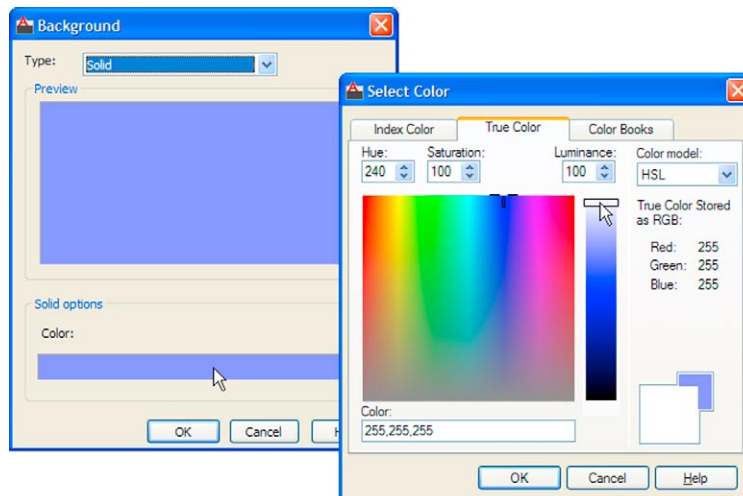 Background
Type: Solid
Preview
Solid options
Color:
OK Cancel H
Select Color
Index Color True Color Color Books
Hue: Saturation: Luminance: Color model:
240 100 100 HSL
True Color Stored
as RGB:
Red: 255
Green: 255
Blue: 255
Color:
255,255,255
OK Cancel Help